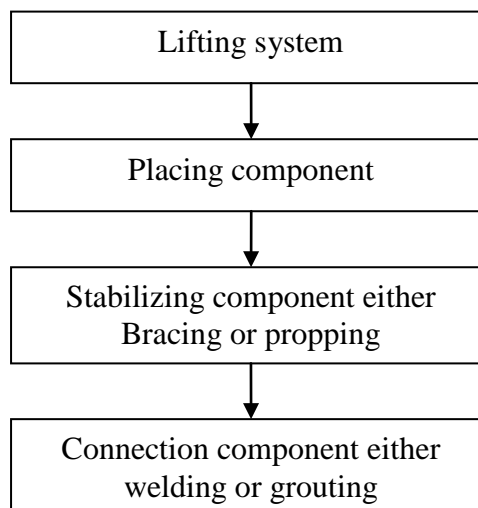 Lifting system
Placing component
Stabilizing component either
Bracing or propping
Connection component either
welding or grouting